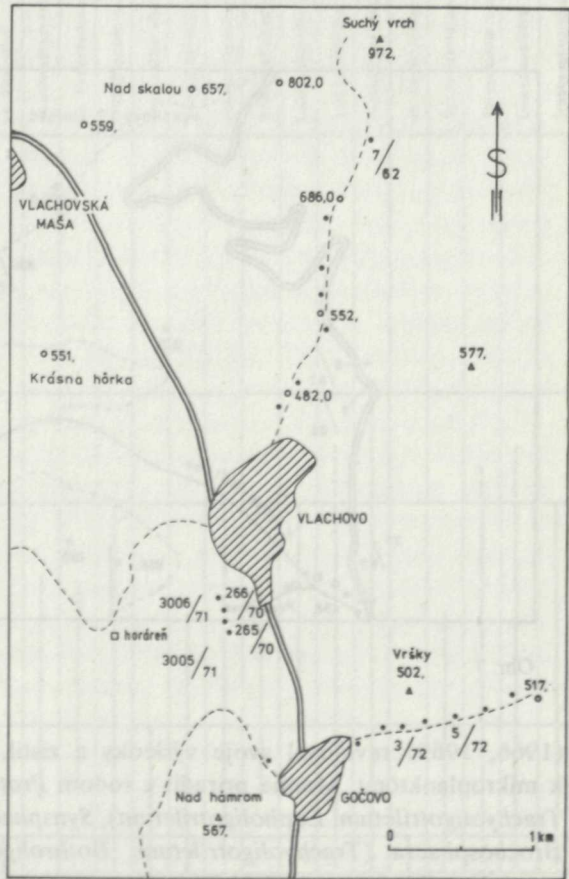 Suchý vrch
972,
Nad skalou 657,
802,0
559,
7/62
S
VLACHOVSKÁ
MAŠA
686,0
552,
551,
Krásna hôrka
577,
482,0
VLACHOVO
3006/71
266/70
265/70
horáreň
3005/71
Vŕšky
502,
517,
3/72
5/72
GOČOVO
Nad hámrom
567,
0 1km